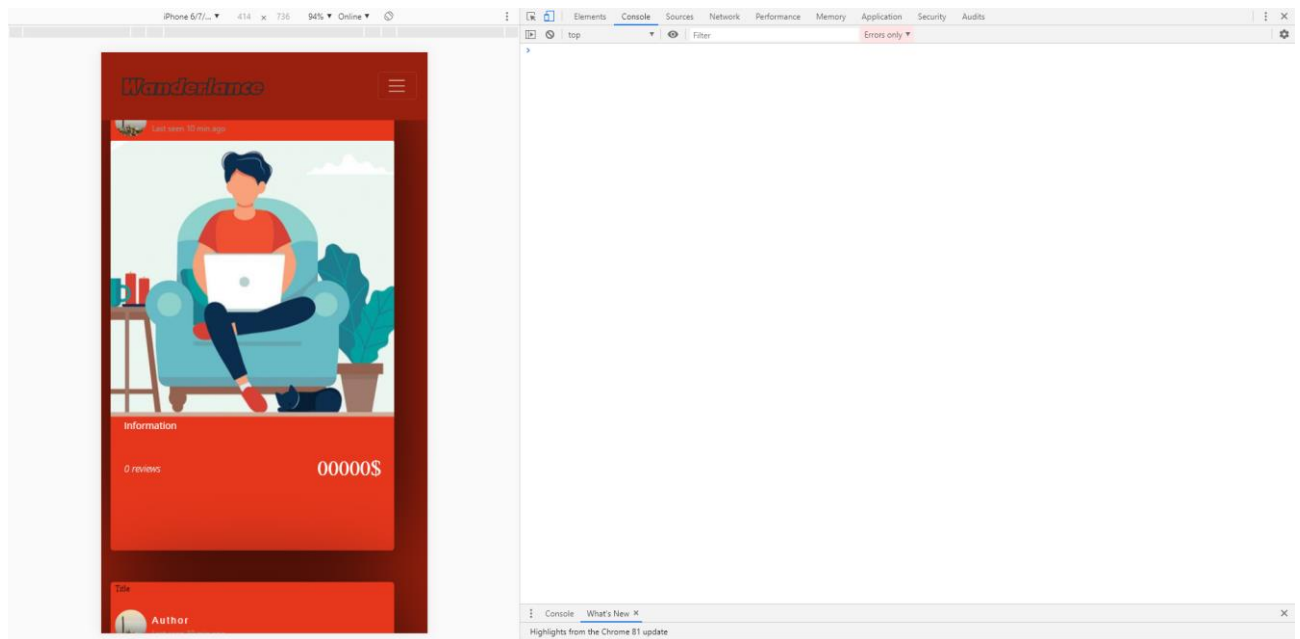 iPhone 6/7/... ▼ 414 × 736 94% ▼ Online ▼
Elements Console Sources Network Performance Memory Application Security Audits
top ▼ Filter Errors only ▼
Wanderlance
Last seen 10 min ago
Information
0 reviews 00000$
Title
Author
Console What's New ×
Highlights from the Chrome 81 update